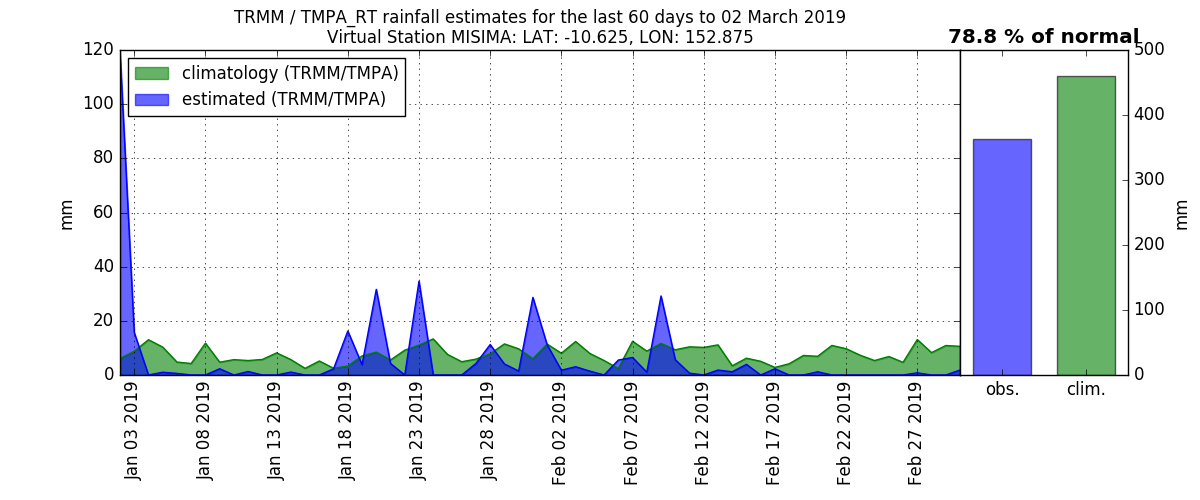 TRMM / TMPA_RT rainfall estimates for the last 60 days to 02 March 2019
Virtual Station MISIMA: LAT: -10.625, LON: 152.875
78.8 % of normal
climatology (TRMM/TMPA)
estimated (TRMM/TMPA)
120
100
80
60
40
20
0
mm
Jan 03 2019
Jan 08 2019
Jan 13 2019
Jan 18 2019
Jan 23 2019
Jan 28 2019
Feb 02 2019
Feb 07 2019
Feb 12 2019
Feb 17 2019
Feb 22 2019
Feb 27 2019
500
400
300
200
100
0
mm
obs.
clim.